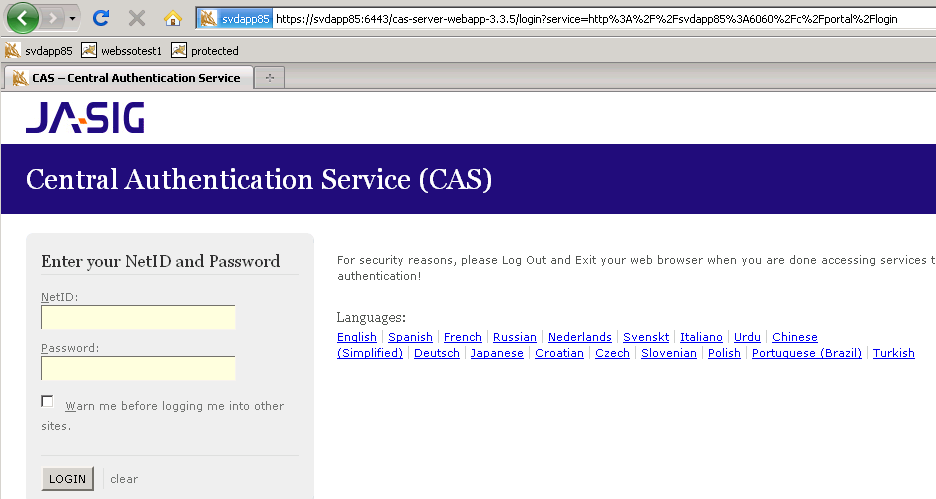 svdapp85 https://svdapp85:6443/cas-server-webapp-3.3.5/login?service=http%3A%2F%2Fsvdapp85%3A6060%2Fc%2Fportal%2Flogin
svdapp85 webssotest1 protected
CAS – Central Authentication Service
JASIG
Central Authentication Service (CAS)
Enter your NetID and Password
NetID:
Password:
Warn me before logging me into other
sites.
LOGIN clear
For security reasons, please Log Out and Exit your web browser when you are done accessing services t
authentication!
Languages:
English Spanish French Russian Nederlands Svenskt Italiano Urdu Chinese
(Simplified) Deutsch Japanese Croatian Czech Slovenian Polish Portuguese (Brazil) Turkish